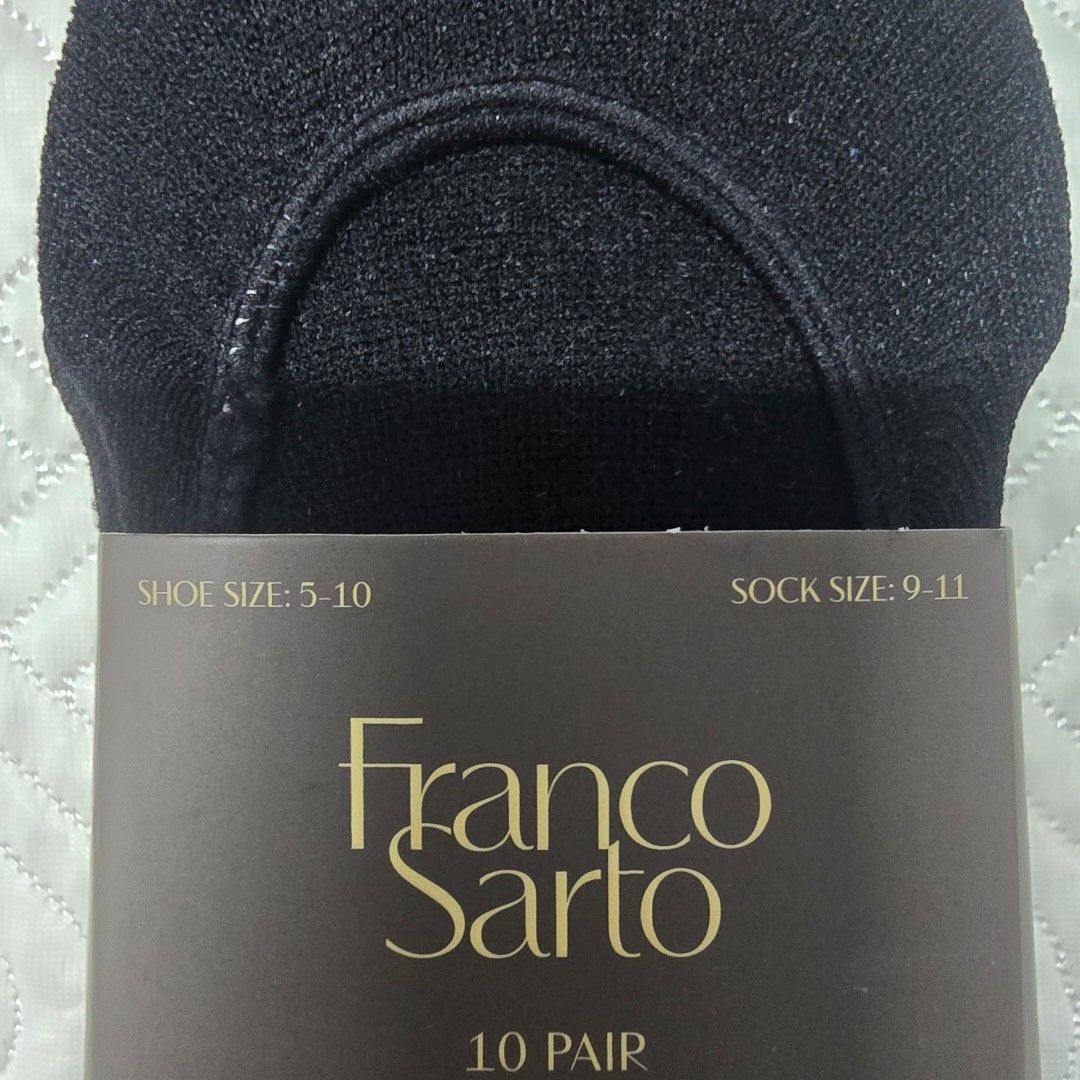 SHOE SIZE: 5-10
SOCK SIZE: 9-11
Franco
Sarto
10 PAIR